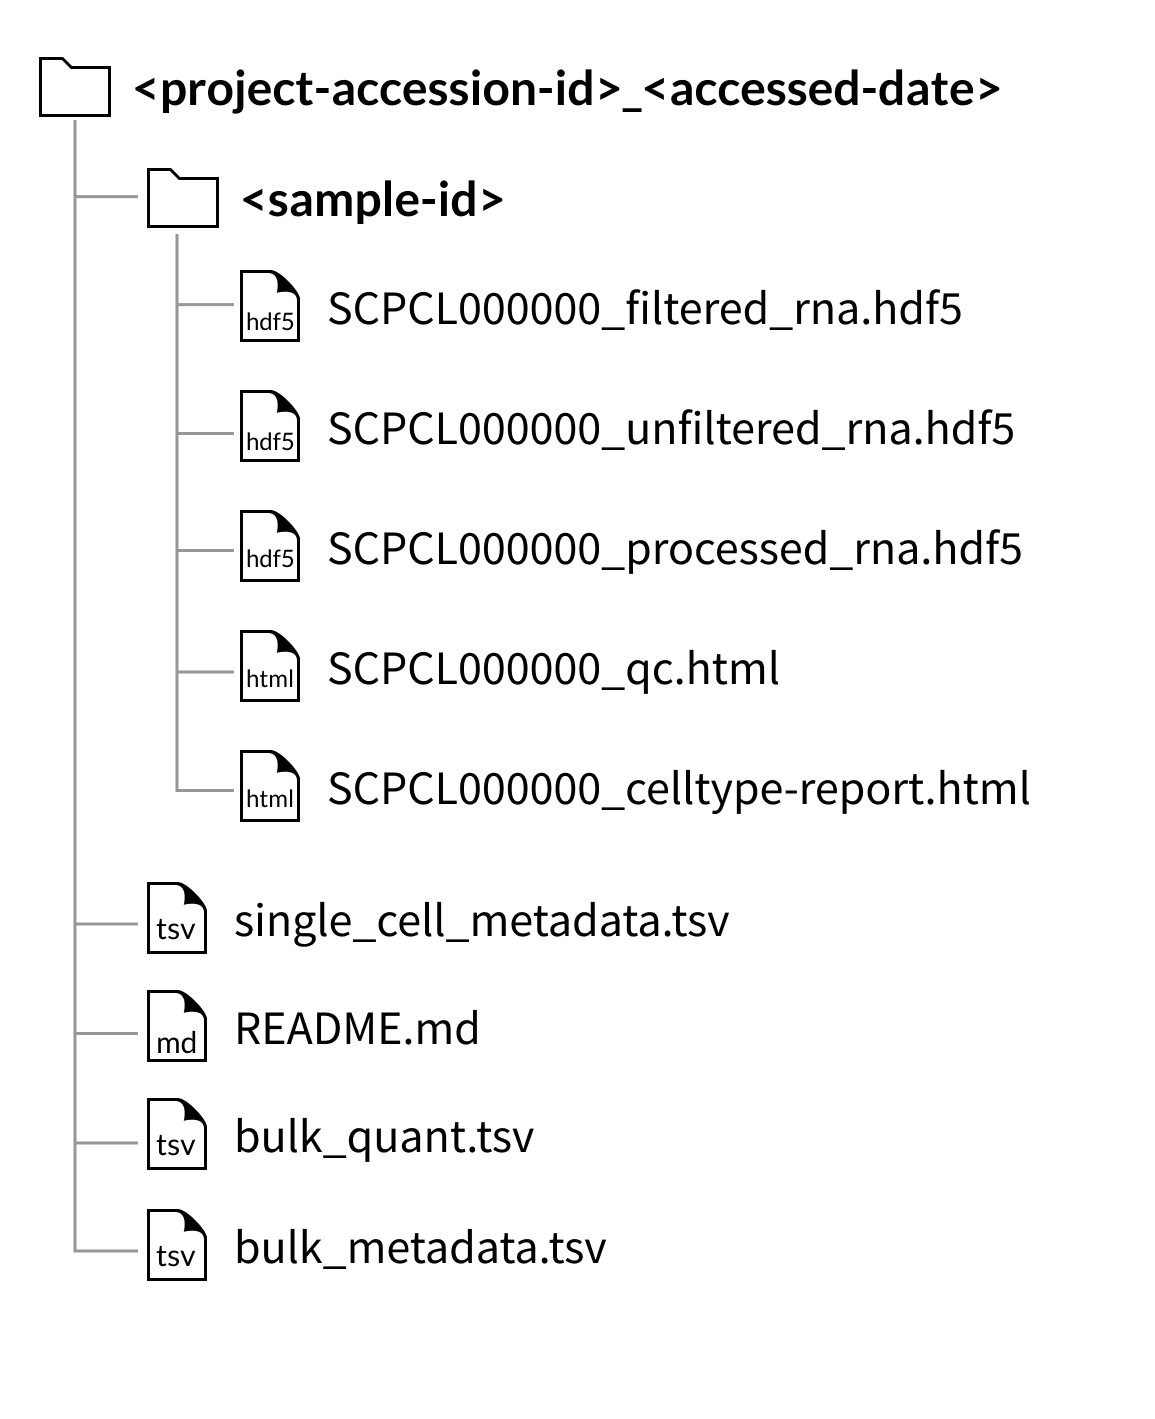 <project-accession-id>_<accessed-date>
<sample-id>
hdf5 SCPCL000000_filtered_rna.hdf5
hdf5 SCPCL000000_unfiltered_rna.hdf5
hdf5 SCPCL000000_processed_rna.hdf5
html SCPCL000000_qc.html
html SCPCL000000_celltype-report.html
tsv single_cell_metadata.tsv
md README.md
tsv bulk_quant.tsv
tsv bulk_metadata.tsv